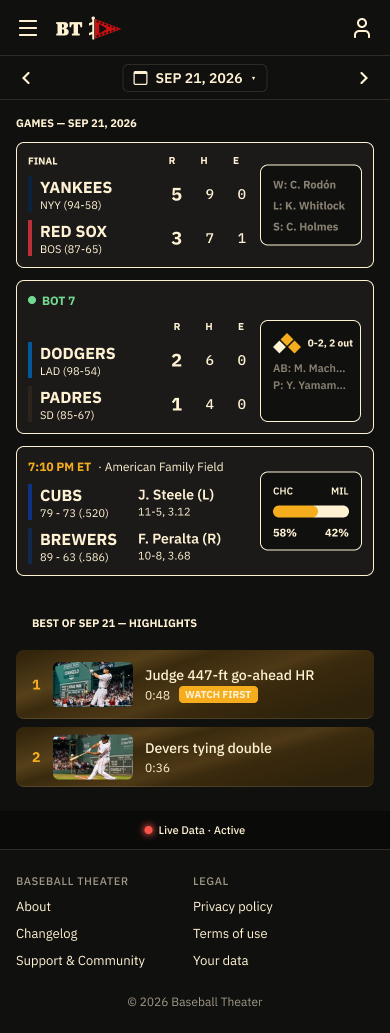 BT
SEP 21, 2026
GAMES — SEP 21, 2026
FINAL R H E
YANKEES 5 9 0
NYY (94-58)
RED SOX 3 7 1
BOS (87-65)
W: C. Rodón
L: K. Whitlock
S: C. Holmes
BOT 7
R H E
DODGERS 2 6 0
LAD (98-54)
PADRES 1 4 0
SD (85-67)
0-2, 2 out
AB: M. Mach...
P: Y. Yamam...
7:10 PM ET · American Family Field
CUBS J. Steele (L)
79 - 73 (.520) 11-5, 3.12
BREWERS F. Peralta (R)
89 - 63 (.586) 10-8, 3.68
CHC MIL
58% 42%
BEST OF SEP 21 — HIGHLIGHTS
1 Judge 447-ft go-ahead HR
0:48 WATCH FIRST
2 Devers tying double
0:36
Live Data · Active
BASEBALL THEATER LEGAL
About Privacy policy
Changelog Terms of use
Support & Community Your data
© 2026 Baseball Theater